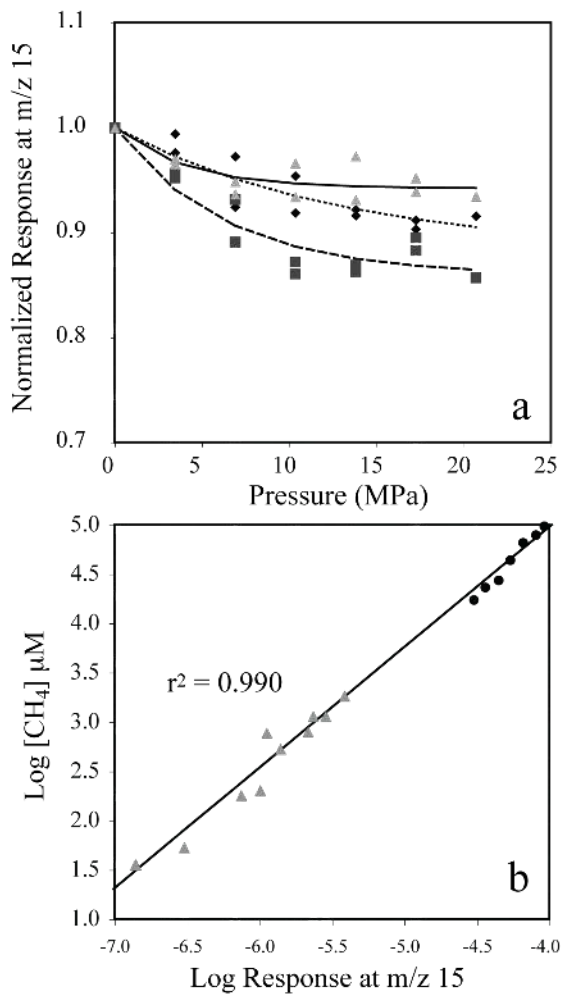 Normalized Response at m/z 15
1.1
1.0
0.9
0.8
0.7
a
0 5 10 15 20 25
Pressure (MPa)
Log [CH₄] μM
5.0
4.5
4.0
3.5
3.0
2.5
2.0
1.5
1.0
r² = 0.990
b
-7.0 -6.5 -6.0 -5.5 -5.0 -4.5 -4.0
Log Response at m/z 15